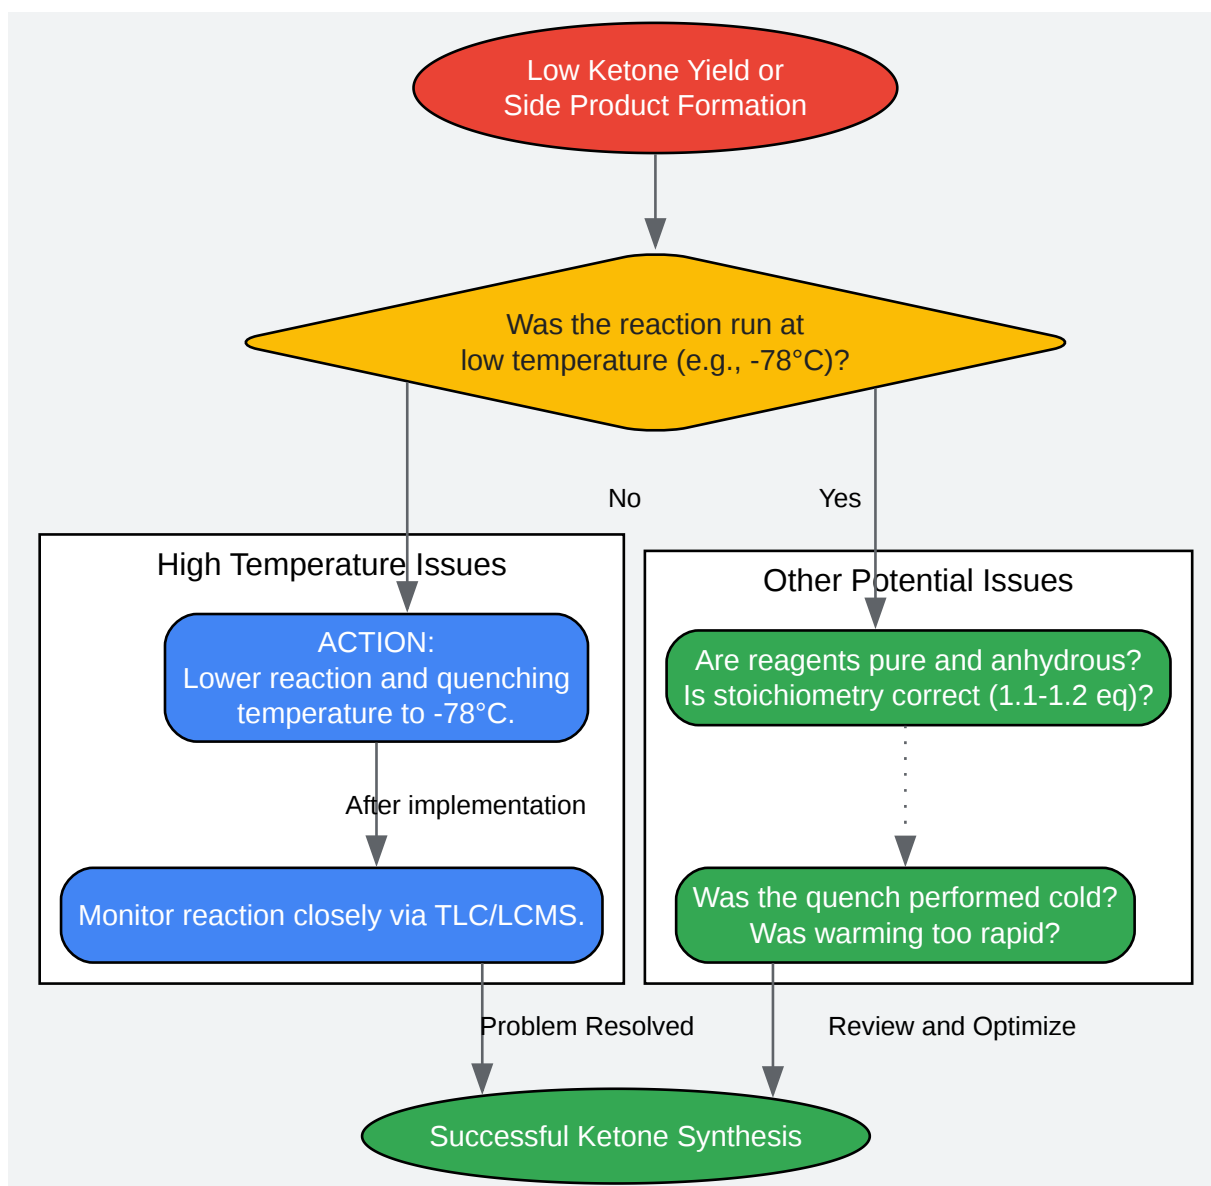 Low Ketone Yield or
Side Product Formation
Was the reaction run at
low temperature (e.g., -78°C)?
No
Yes
High Temperature Issues
ACTION:
Lower reaction and quenching
temperature to -78°C.
After implementation
Monitor reaction closely via TLC/LCMS.
Problem Resolved
Other Potential Issues
Are reagents pure and anhydrous?
Is stoichiometry correct (1.1-1.2 eq)?
Was the quench performed cold?
Was warming too rapid?
Review and Optimize
Successful Ketone Synthesis